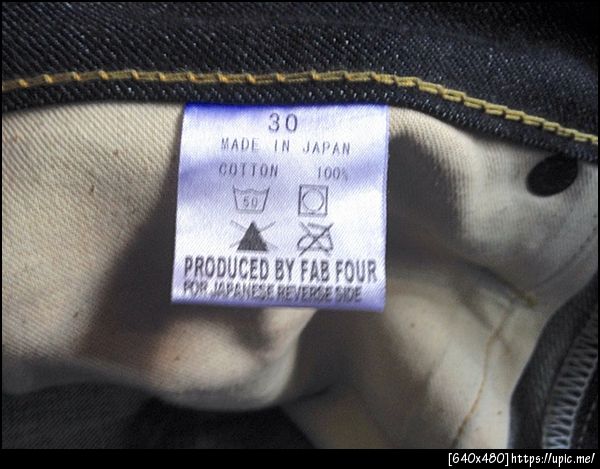 30
MADE IN JAPAN
COTTON 100%
50
PRODUCED BY FAB FOUR
FOR JAPANESE REVERSE SIDE
[640x480]https://upic.me/